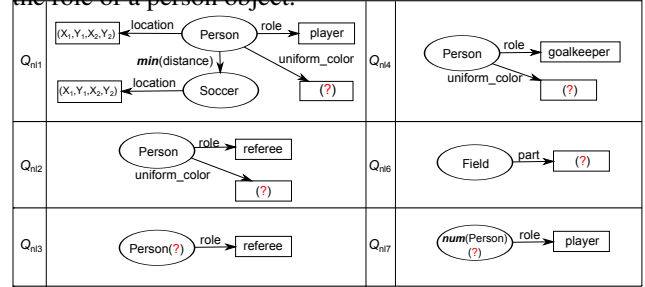 the role of a person object.
Qnl1
(X1,Y1,X2,Y2)
location
Person
role
player
min(distance)
uniform_color
(X1,Y1,X2,Y2)
location
Soccer
(?)
Qnl4
Person
role
goalkeeper
uniform_color
(?)
Qnl2
Person
role
referee
uniform_color
(?)
Qnl6
Field
part
(?)
Qnl3
Person(?)
role
referee
Qnl7
num(Person)
(?)
role
player